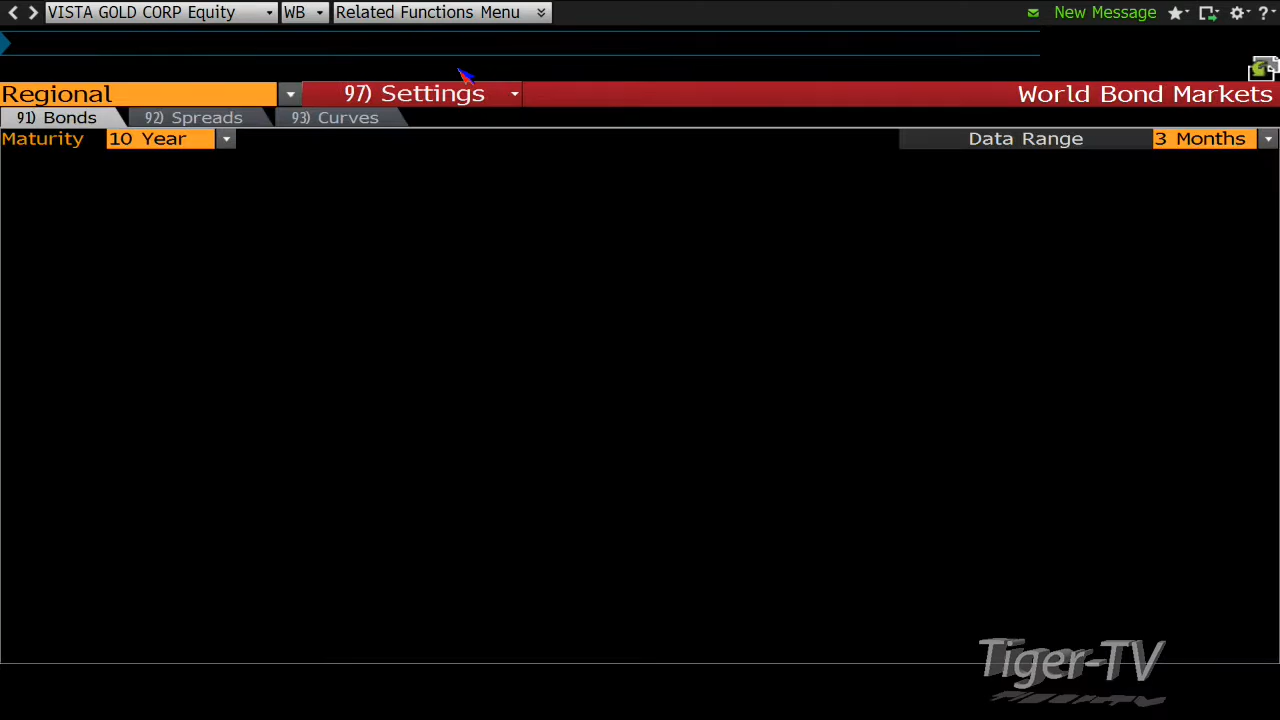 VISTA GOLD CORP Equity WB Related Functions Menu New Message ?
Regional 97) Settings World Bond Markets
91) Bonds 92) Spreads 93) Curves
Maturity 10 Year Data Range 3 Months
Tiger-TV